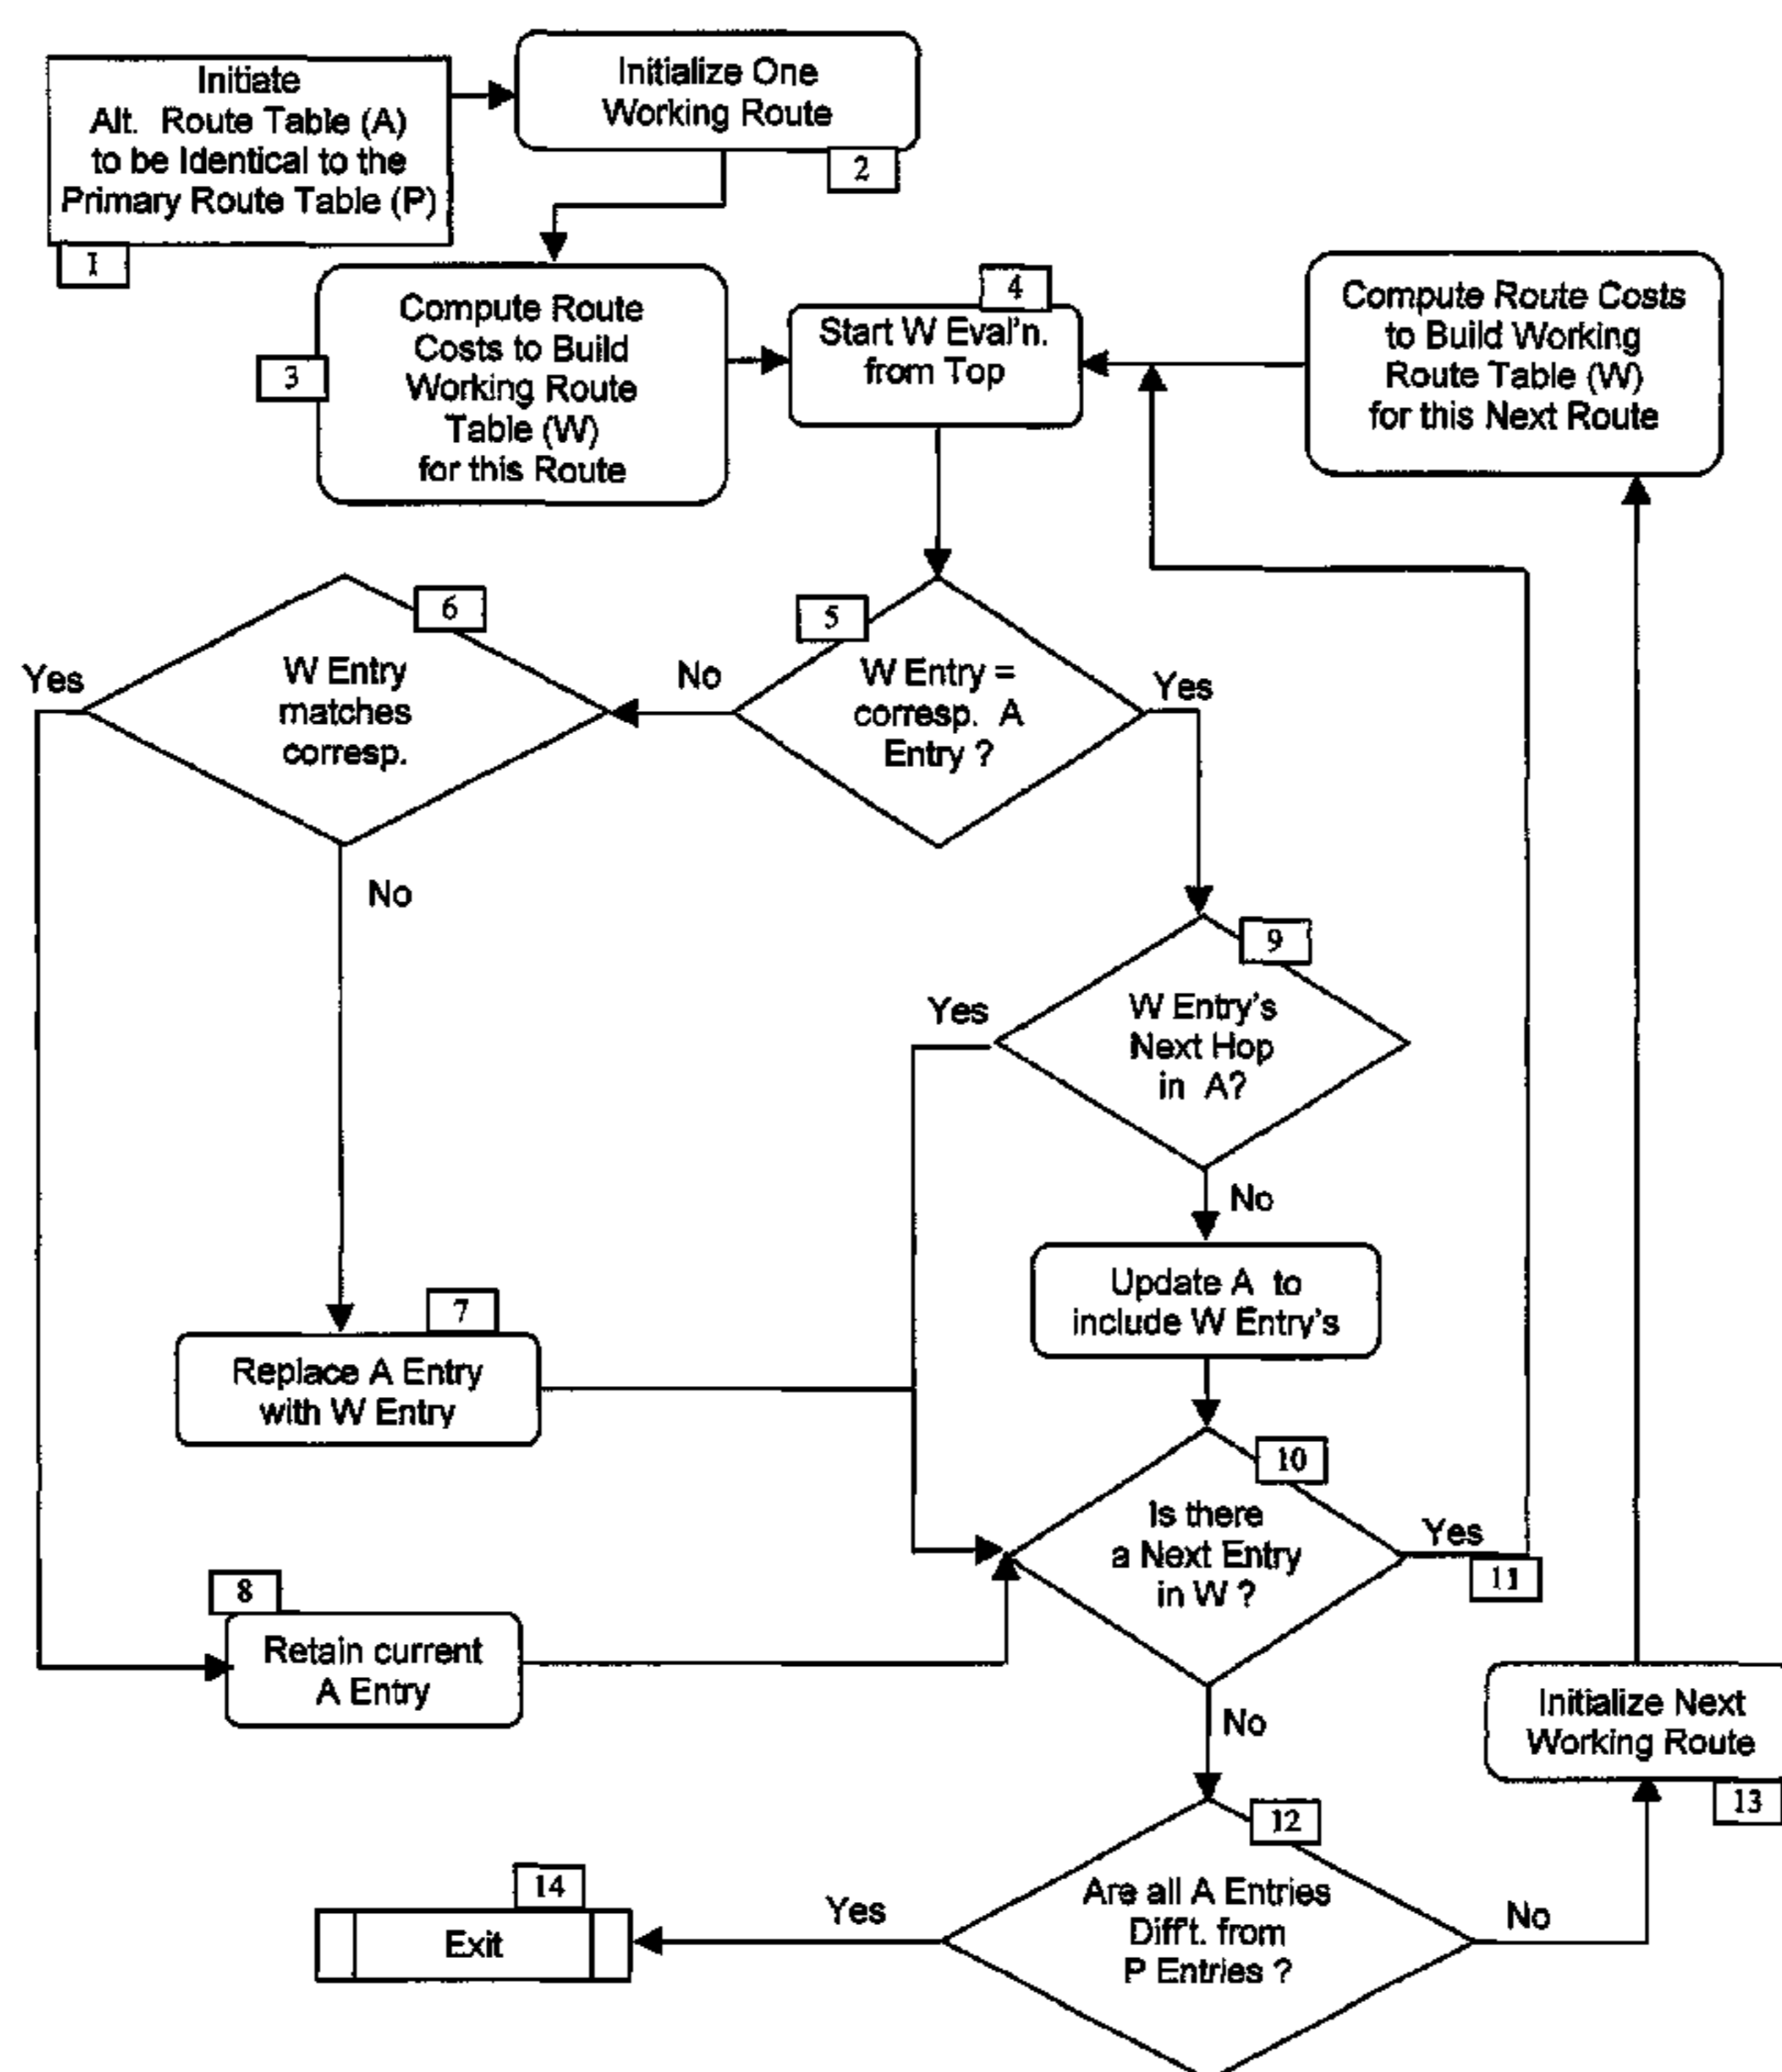 Initiate
Alt. Route Table (A)
to be Identical to the
Primary Route Table (P)
1
Initialize One
Working Route
2
Compute Route
Costs to Build
Working Route
Table (W)
for this Route
3
4
Start W Eval'n.
from Top
Compute Route Costs
to Build Working
Route Table (W)
for this Next Route
5
W Entry =
corresp. A
Entry ?
No
Yes
6
W Entry
matches
corresp.
Yes
No
9
W Entry's
Next Hop
in A?
Yes
No
Update A to
include W Entry's
7
Replace A Entry
with W Entry
8
Retain current
A Entry
10
Is there
a Next Entry
in W ?
Yes
11
No
12
Are all A Entries
Diff't. from
P Entries ?
Yes
No
Initialize Next
Working Route
13
14
Exit